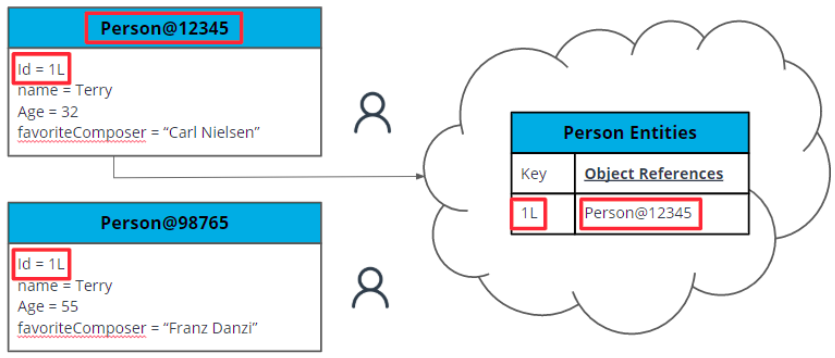 Person@12345
Id = 1L
name = Terry
Age = 32
favoriteComposer = “Carl Nielsen”
Person@98765
Id = 1L
name = Terry
Age = 55
favoriteComposer = “Franz Danzi”
Person Entities
Key Object References
1L Person@12345